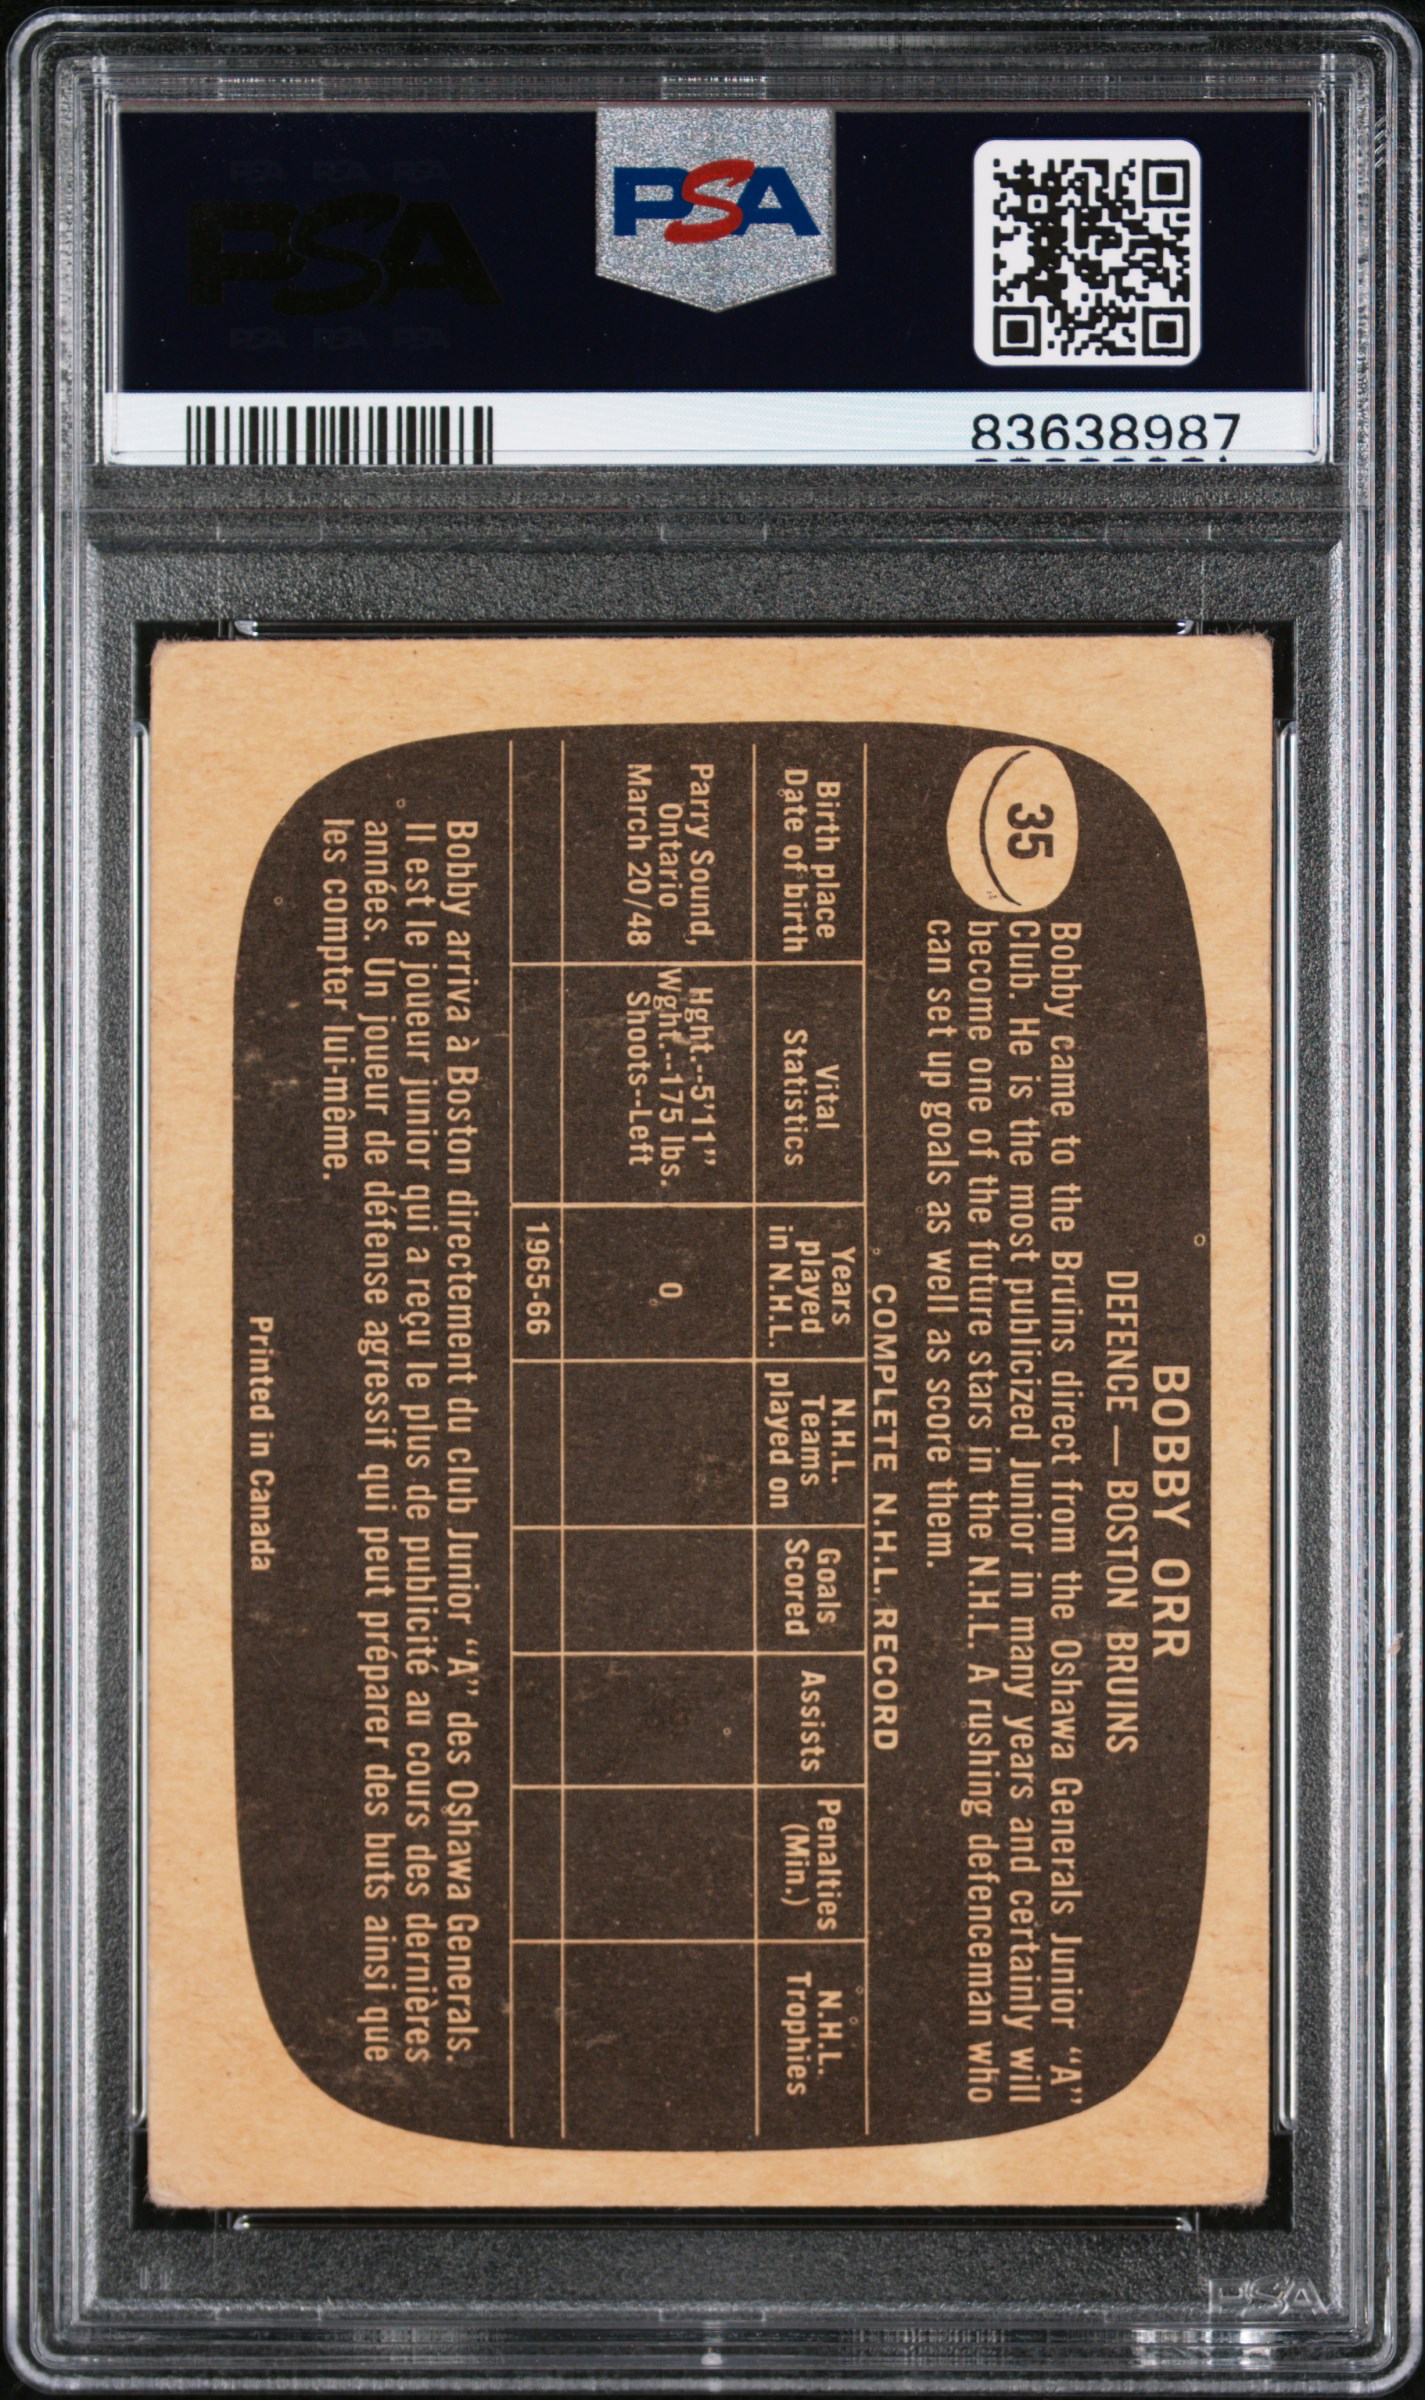 PSA
83638987
BOBBY ORR
DEFENCE — BOSTON BRUINS
35
Bobby came to the Bruins direct from the Oshawa Generals Junior “A”
Club. He is the most publicized Junior in many years and certainly will
become one of the future stars in the N.H.L. A rushing defenceman who
can set up goals as well as score them.
COMPLETE N.H.L. RECORD
Birth place
Date of birth
Vital
Statistics
Years
played
in N.H.L.
N.H.L.
Teams
played on
Goals
Scored
Assists
Penalties
(Min.)
N.H.L.
Trophies
Parry Sound,
Ontario
March 20/48
Hght.--5'11”
Wght.--175 lbs.
Shoots--Left
0
1965-66
Bobby arriva à Boston directement du club Junior “A” des Oshawa Generals.
Il est le joueur junior qui a reçu le plus de publicité au cours des dernières
années. Un joueur de défense agressif qui peut préparer des buts ainsi que
les compter lui-même.
Printed in Canada
PSA